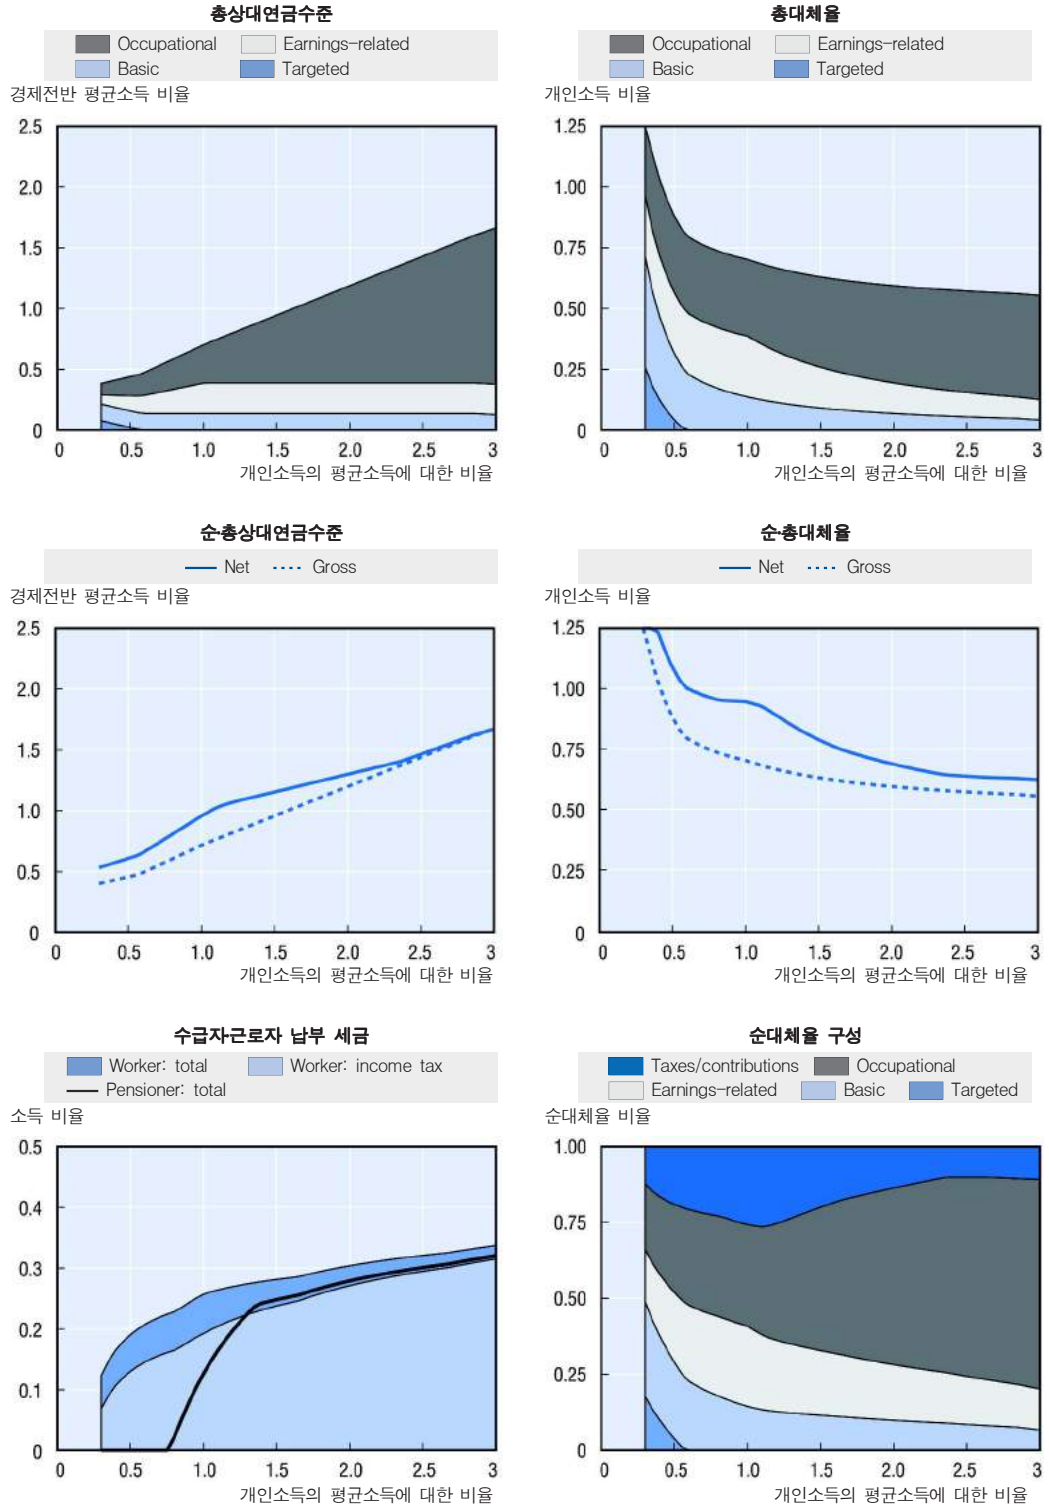 총상대연금수준
Occupational Earnings-related
Basic Targeted
경제전반 평균소득 비율
2.5
2.0
1.5
1.0
0.5
0
0 0.5 1.0 1.5 2.0 2.5 3
개인소득의 평균소득에 대한 비율
총대체율
Occupational Earnings-related
Basic Targeted
개인소득 비율
1.25
1.00
0.75
0.50
0.25
0
0 0.5 1.0 1.5 2.0 2.5 3
개인소득의 평균소득에 대한 비율
순·총상대연금수준
Net Gross
경제전반 평균소득 비율
2.5
2.0
1.5
1.0
0.5
0
0 0.5 1.0 1.5 2.0 2.5 3
개인소득의 평균소득에 대한 비율
순·총대체율
Net Gross
개인소득 비율
1.25
1.00
0.75
0.50
0.25
0
0 0.5 1.0 1.5 2.0 2.5 3
개인소득의 평균소득에 대한 비율
수급자·근로자 납부 세금
Worker: total Worker: income tax
Pensioner: total
소득 비율
0.5
0.4
0.3
0.2
0.1
0
0 0.5 1.0 1.5 2.0 2.5 3
개인소득의 평균소득에 대한 비율
순대체율 구성
Taxes/contributions Occupational
Earnings-related Basic Targeted
순대체율 비율
1.00
0.75
0.50
0.25
0
0 0.5 1.0 1.5 2.0 2.5 3
개인소득의 평균소득에 대한 비율